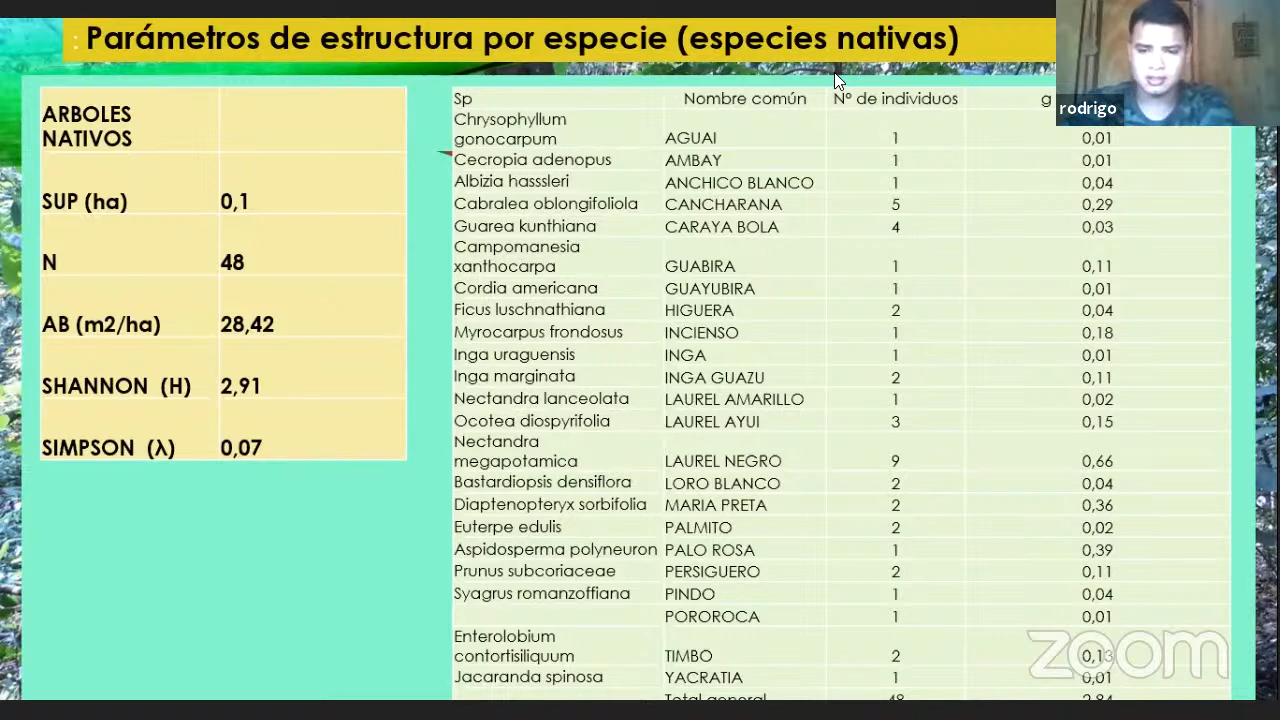 : Parámetros de estructura por especie (especies nativas)
rodrigo
ARBOLES
NATIVOS
SUP (ha) 0,1
N 48
AB (m2/ha) 28,42
SHANNON (H) 2,91
SIMPSON (λ) 0,07
Sp Nombre común Nº de individuos g
Chrysophyllum
gonocarpum AGUAI 1 0,01
Cecropia adenopus AMBAY 1 0,01
Albizia hasssleri ANCHICO BLANCO 1 0,04
Cabralea oblongifoliola CANCHARANA 5 0,29
Guarea kunthiana CARAYA BOLA 4 0,03
Campomanesia
xanthocarpa GUABIRA 1 0,11
Cordia americana GUAYUBIRA 1 0,01
Ficus luschnathiana HIGUERA 2 0,04
Myrocarpus frondosus INCIENSO 1 0,18
Inga uraguensis INGA 1 0,01
Inga marginata INGA GUAZU 2 0,11
Nectandra lanceolata LAUREL AMARILLO 1 0,02
Ocotea diospyrifolia LAUREL AYUI 3 0,15
Nectandra
megapotamica LAUREL NEGRO 9 0,66
Bastardiopsis densiflora LORO BLANCO 2 0,04
Diaptenopteryx sorbifolia MARIA PRETA 2 0,36
Euterpe edulis PALMITO 2 0,02
Aspidosperma polyneuron PALO ROSA 1 0,39
Prunus subcoriaceae PERSIGUERO 2 0,11
Syagrus romanzoffiana PINDO 1 0,04
POROROCA 1 0,01
Enterolobium
contortisiliquum TIMBO 2 0,13
Jacaranda spinosa YACRATIA 1 0,01
Total general 48 2,84
zoom